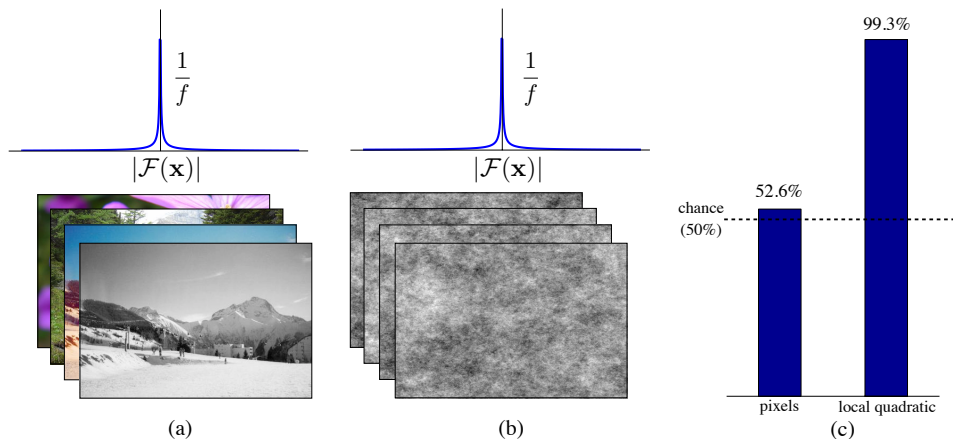 1/f
|𝓕(𝐱)|
(a)
1/f
|𝓕(𝐱)|
(b)
99.3%
52.6%
chance
(50%)
pixels
local quadratic
(c)